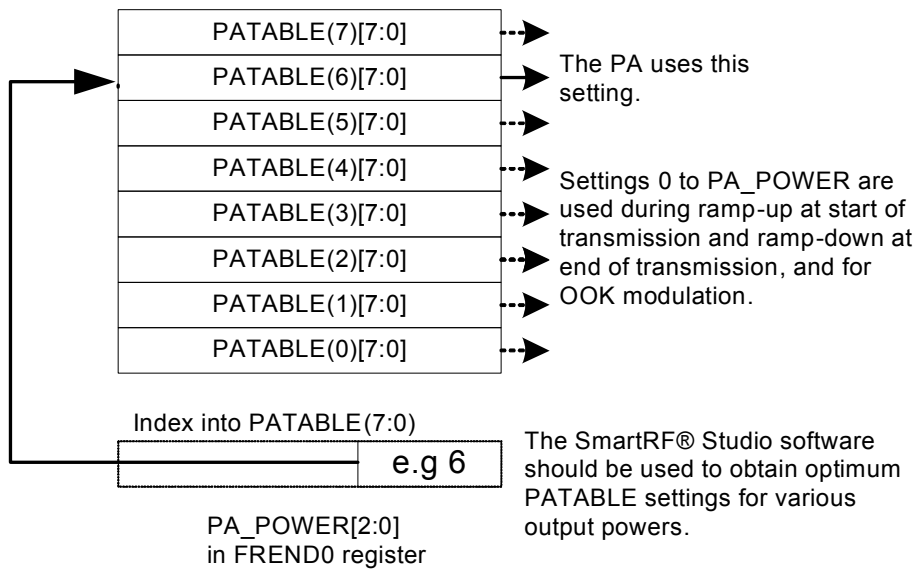 PATABLE(7)[7:0]
PATABLE(6)[7:0]
PATABLE(5)[7:0]
PATABLE(4)[7:0]
PATABLE(3)[7:0]
PATABLE(2)[7:0]
PATABLE(1)[7:0]
PATABLE(0)[7:0]
The PA uses this
setting.
Settings 0 to PA_POWER are
used during ramp-up at start of
transmission and ramp-down at
end of transmission, and for
OOK modulation.
Index into PATABLE(7:0)
e.g 6
PA_POWER[2:0]
in FREND0 register
The SmartRF® Studio software
should be used to obtain optimum
PATABLE settings for various
output powers.